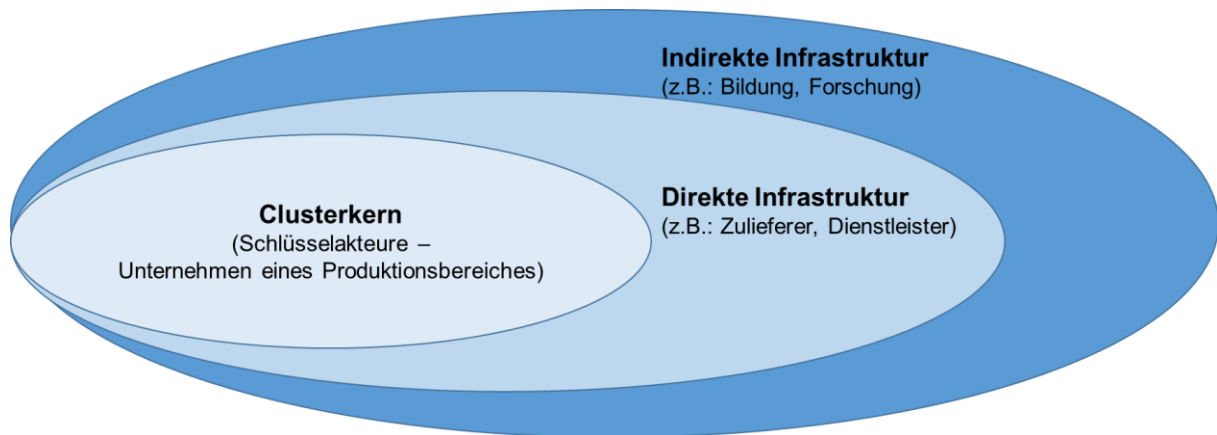 Indirekte Infrastruktur
(z.B.: Bildung, Forschung)
Direkte Infrastruktur
(z.B.: Zulieferer, Dienstleister)
Clusterkern
(Schlüsselakteure –
Unternehmen eines Produktionsbereiches)